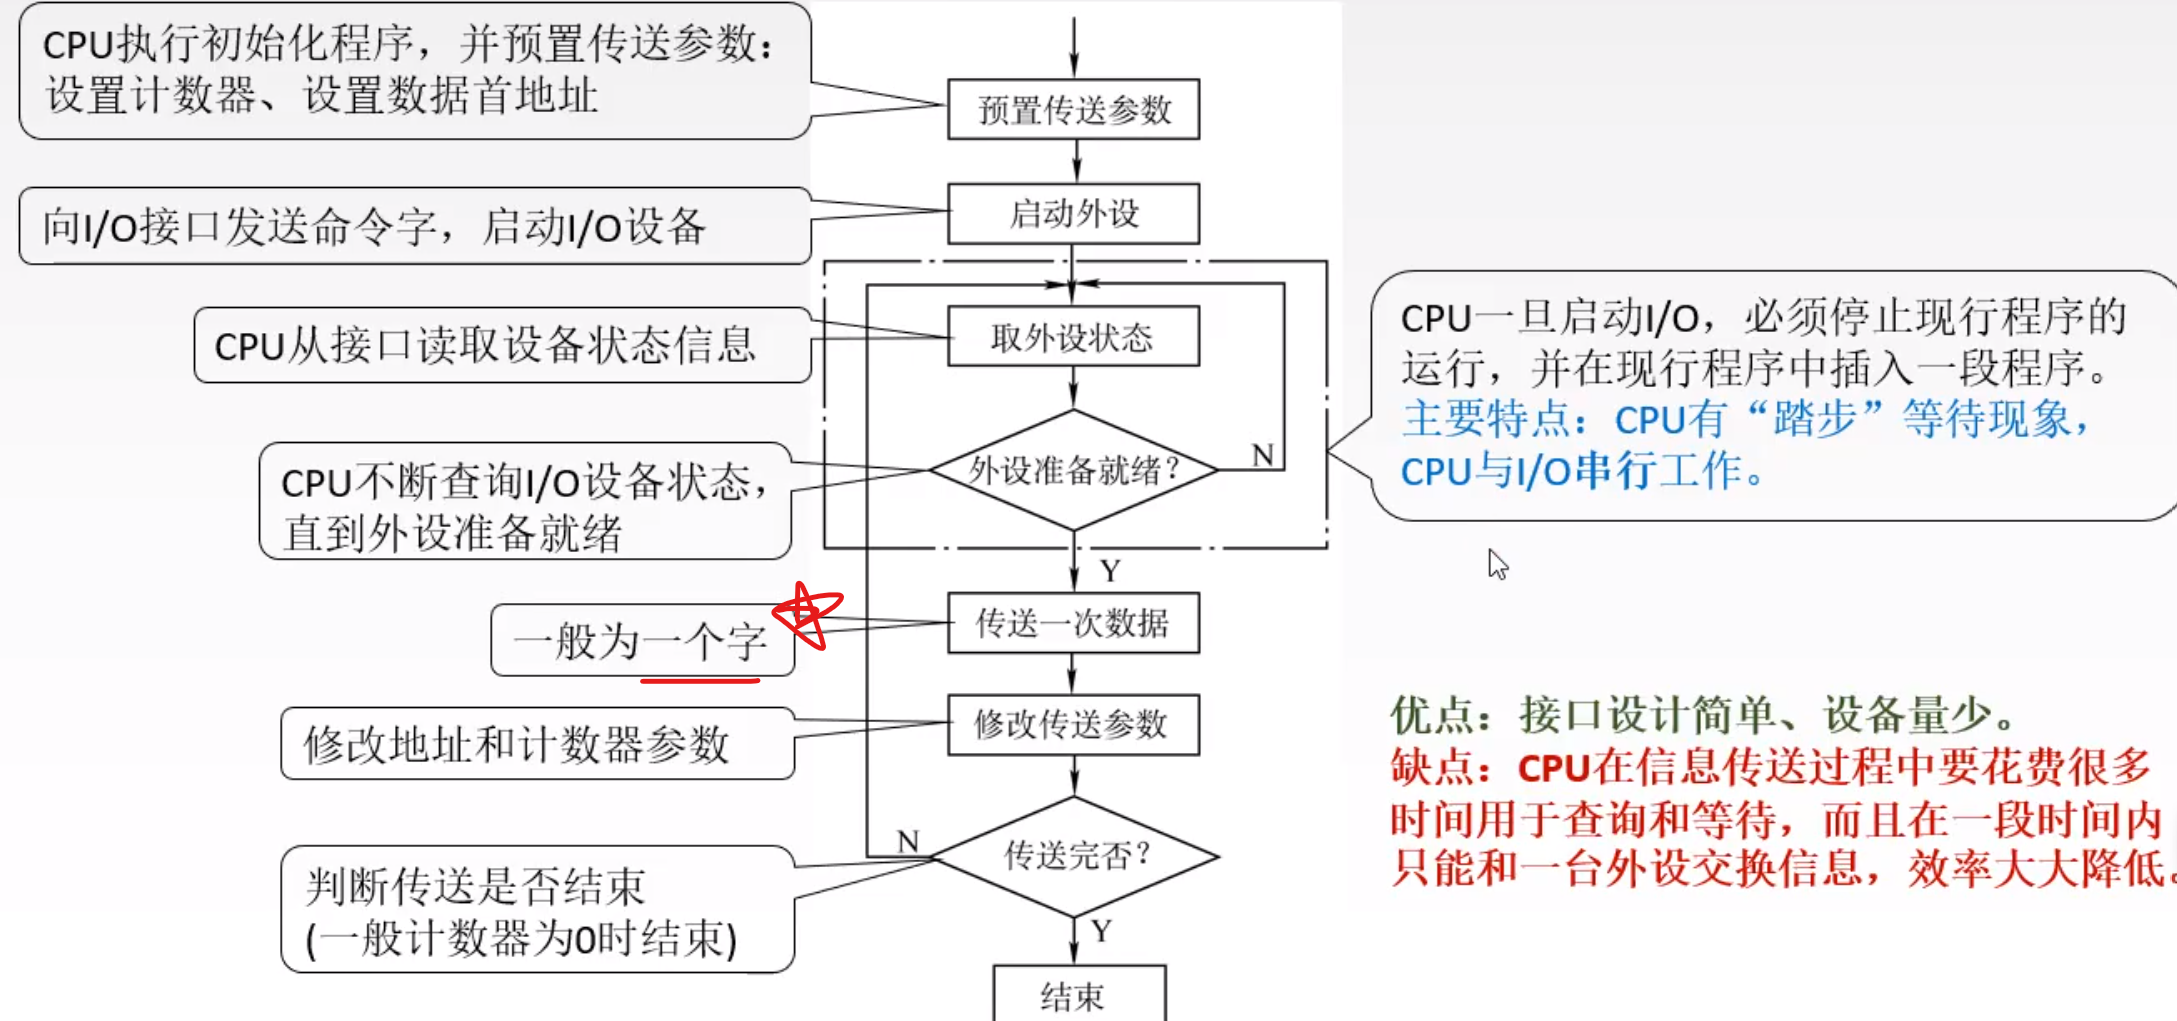 CPU执行初始化程序，并预置传送参数：
设置计数器、设置数据首地址
预置传送参数
向I/O接口发送命令字，启动I/O设备
启动外设
CPU从接口读取设备状态信息
取外设状态
CPU一旦启动I/O，必须停止现行程序的
运行，并在现行程序中插入一段程序。
主要特点：CPU有“踏步”等待现象，
CPU与I/O串行工作。
CPU不断查询I/O设备状态，
直到外设准备就绪
外设准备就绪？
N
Y
一般为一个字
传送一次数据
修改地址和计数器参数
修改传送参数
优点：接口设计简单、设备量少。
缺点：CPU在信息传送过程中要花费很多
时间用于查询和等待，而且在一段时间内
只能和一台外设交换信息，效率大大降低。
判断传送是否结束
(一般计数器为0时结束)
N
传送完否？
Y
结束